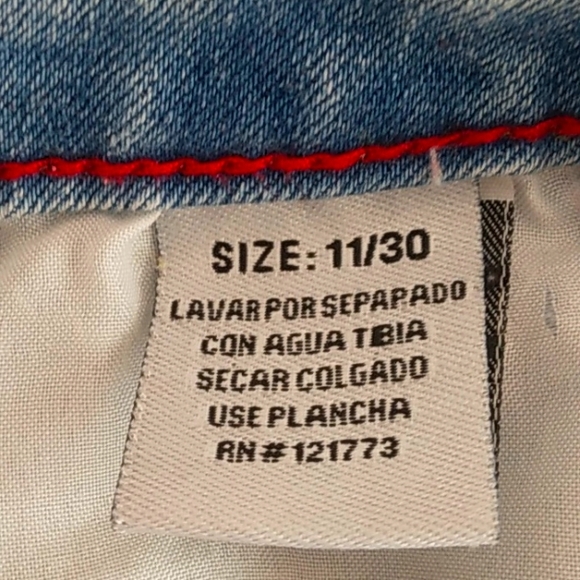 SIZE: 11/30
LAVAR POR SEPAPADO
CON AGUA TBIA
SECAR COLGADO
USE PLANCHA
RN # 121773